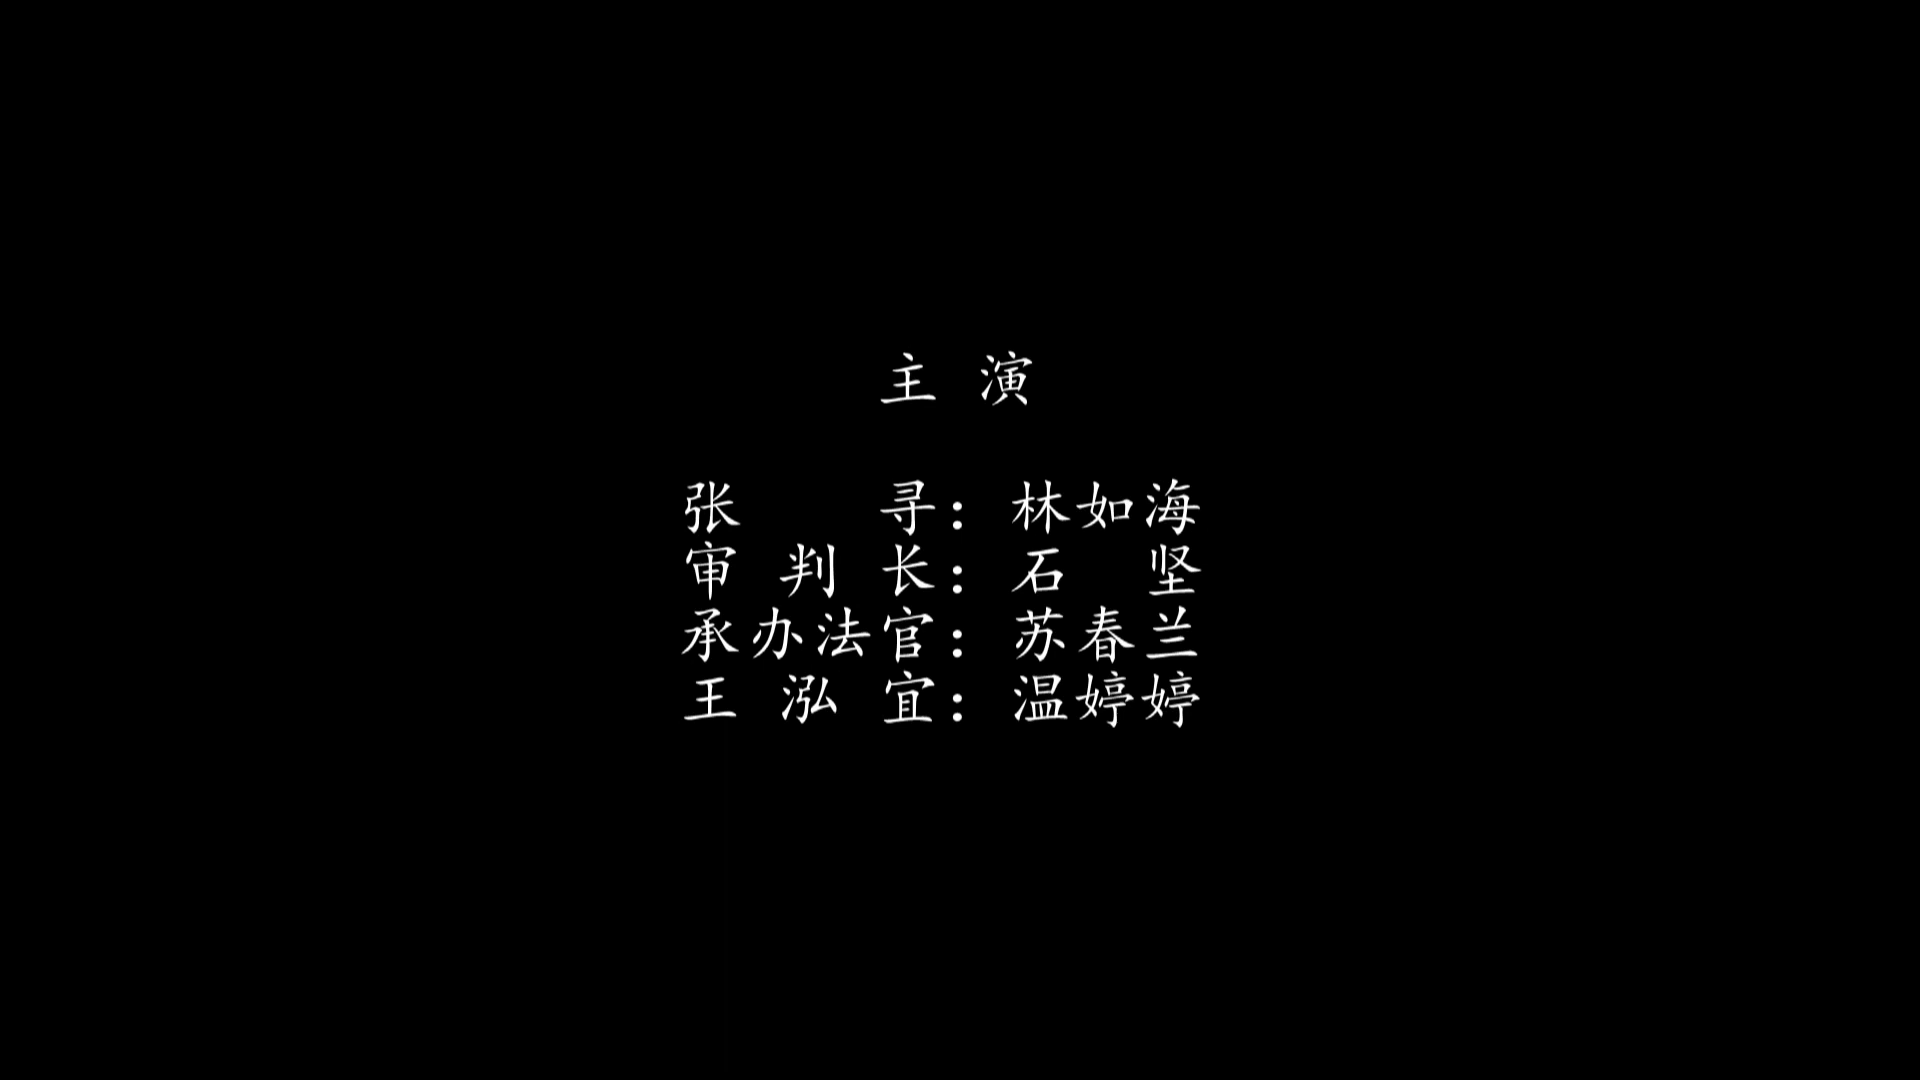 主 演
张 寻：林如海
审 判 长：石 坚
承办法官：苏春兰
王 泓 宜：温婷婷